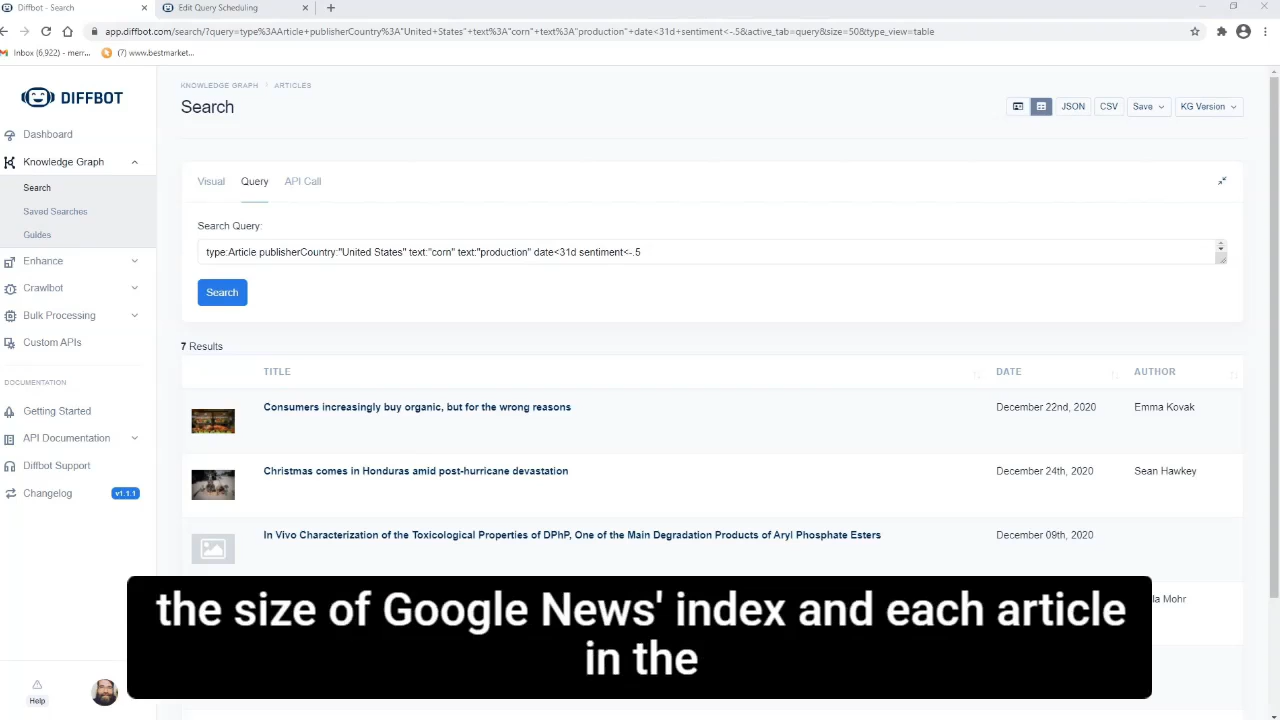 Diffbot - Search
Edit Query Scheduling
app.diffbot.com/search/?query=type%3AArticle+publisherCountry%3A"United+States"+text%3A"corn"+text%3A"production"+date<31d+sentiment<-.5&active_tab=query&size=50&type_view=table
Inbox (6,922) - merr...
(7) www.bestmarket...
DIFFBOT
Dashboard
Knowledge Graph
Search
Saved Searches
Guides
Enhance
Crawlbot
Bulk Processing
Custom APIs
DOCUMENTATION
Getting Started
API Documentation
Diffbot Support
Changelog
v1.1.1
Help
KNOWLEDGE GRAPH ARTICLES
Search
JSON
CSV
Save
KG Version
Visual
Query
API Call
Search Query:
type:Article publisherCountry:"United States" text:"corn" text:"production" date<31d sentiment<-.5
Search
7 Results
TITLE
DATE
AUTHOR
Consumers increasingly buy organic, but for the wrong reasons
December 22nd, 2020
Emma Kovak
Christmas comes in Honduras amid post-hurricane devastation
December 24th, 2020
Sean Hawkey
In Vivo Characterization of the Toxicological Properties of DPhP, One of the Main Degradation Products of Aryl Phosphate Esters
December 09th, 2020
Mohr
the size of Google News' index and each article
in the